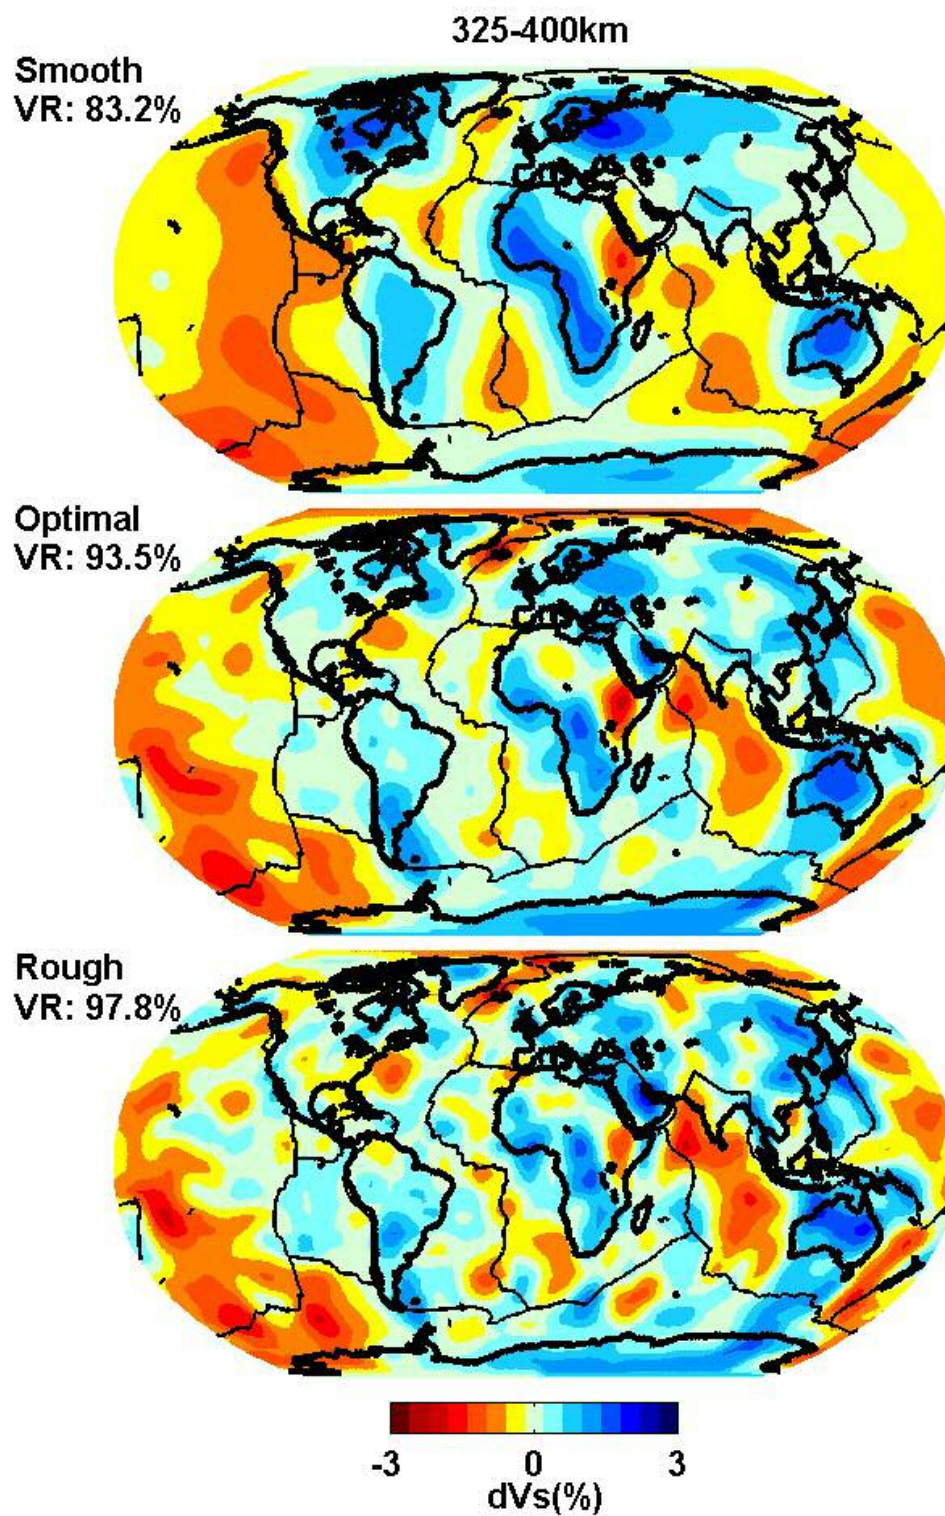 325-400km
Smooth
VR: 83.2%
Optimal
VR: 93.5%
Rough
VR: 97.8%
-3 0 3
dVs(%)